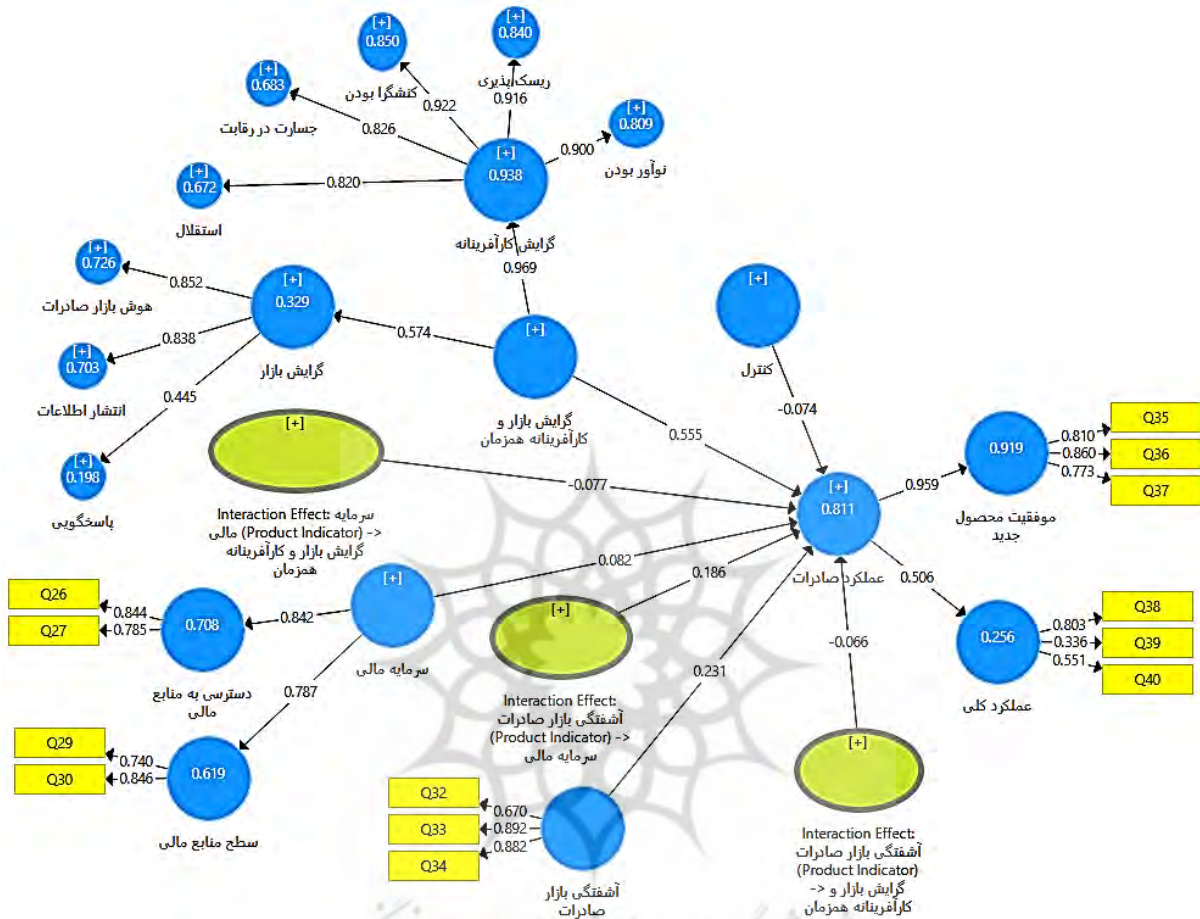 [+]
0.850
کنشگرا بودن
[+]
0.840
ریسک پذیری
[+]
0.683
جسارت در رقابت
[+]
0.809
نوآور بودن
0.922
0.916
0.826
0.900
[+]
0.938
گرایش کارآفرینانه
[+]
0.672
استقلال
0.820
0.969
[+]
0.726
هوش بازار صادرات
0.852
[+]
0.329
گرایش بازار
0.574
[+]
گرایش بازار و
کارآفرینانه همزمان
[+]
کنترل
-0.074
[+]
0.703
انتشار اطلاعات
0.838
0.445
[+]
0.198
پاسخگویی
0.555
[+]
Interaction Effect: سرمایه
مالی (Product Indicator) ->
گرایش بازار و کارآفرینانه
همزمان
-0.077
[+]
0.811
عملکرد صادرات
0.959
0.919
موفقیت محصول
جدید
0.810
0.860
0.773
Q35
Q36
Q37
0.506
0.256
عملکرد کلی
0.803
0.336
0.551
Q38
Q39
Q40
[+]
سرمایه مالی
0.082
Q26
Q27
0.844
0.785
0.708
دسترسی به منابع
مالی
0.842
0.787
Q29
Q30
0.740
0.846
0.619
سطح منابع مالی
[+]
Interaction Effect:
آشفتگی بازار صادرات
(Product Indicator) ->
سرمایه مالی
0.186
0.231
-0.066
Q32
Q33
Q34
0.670
0.892
0.882
آشفتگی بازار
صادرات
[+]
Interaction Effect:
آشفتگی بازار صادرات
(Product Indicator)
گرایش بازار و <-
کارآفرینانه همزمان